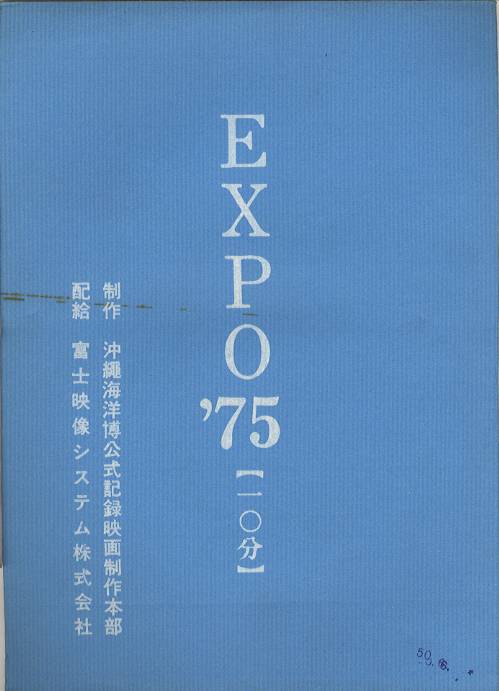 EXPO
'75
【一〇分】
制作 沖縄海洋博公式記録映画制作本部
配給 富士映像システム株式会社
50.